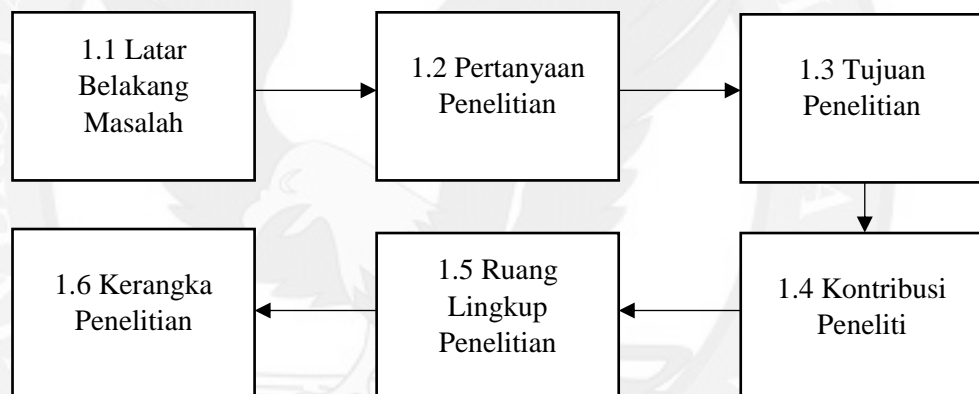 1.1 Latar
Belakang
Masalah
1.2 Pertanyaan
Penelitian
1.3 Tujuan
Penelitian
1.4 Kontribusi
Peneliti
1.5 Ruang
Lingkup
Penelitian
1.6 Kerangka
Penelitian